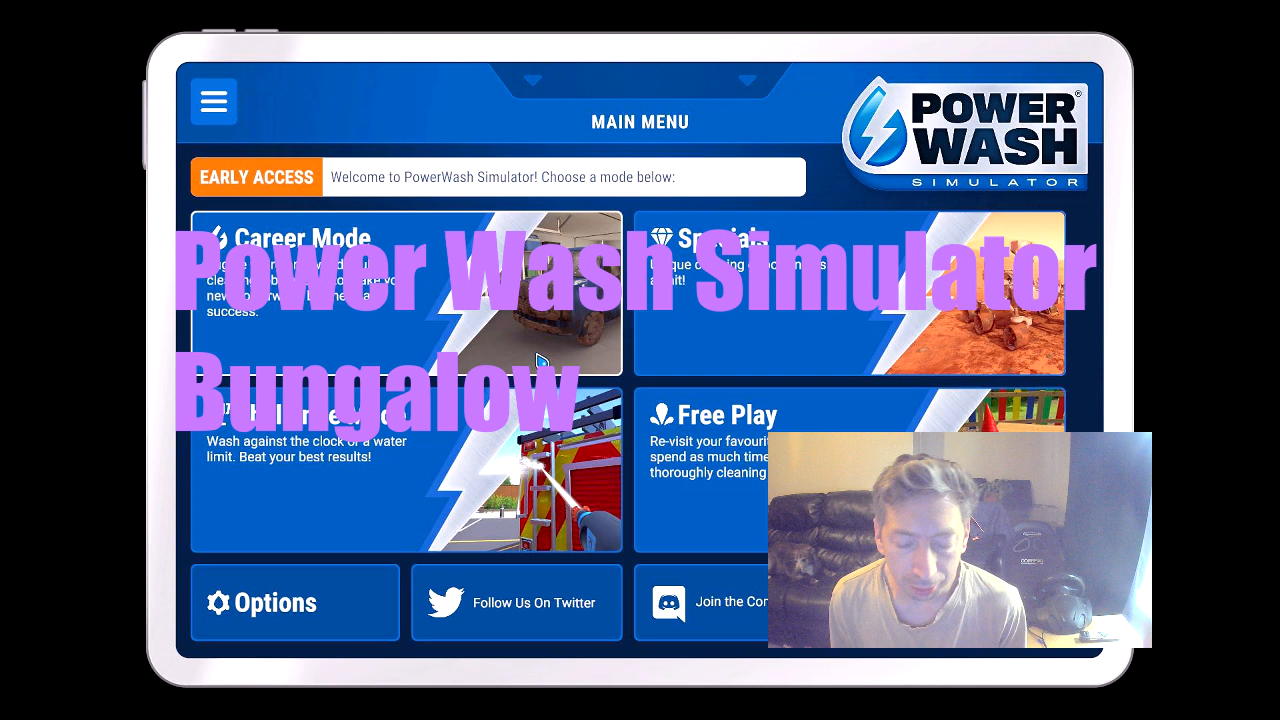 MAIN MENU
POWER
WASH
SIMULATOR
EARLY ACCESS
Welcome to PowerWash Simulator! Choose a mode below:
Career Mode
success.
Specials
Power Wash Simulator
Bungalow
Wash against the clock or a water
limit. Beat your best results!
Free Play
Re-visit your favourit
spend as much time
thoroughly cleaning
Options
Follow Us On Twitter
Join the Con